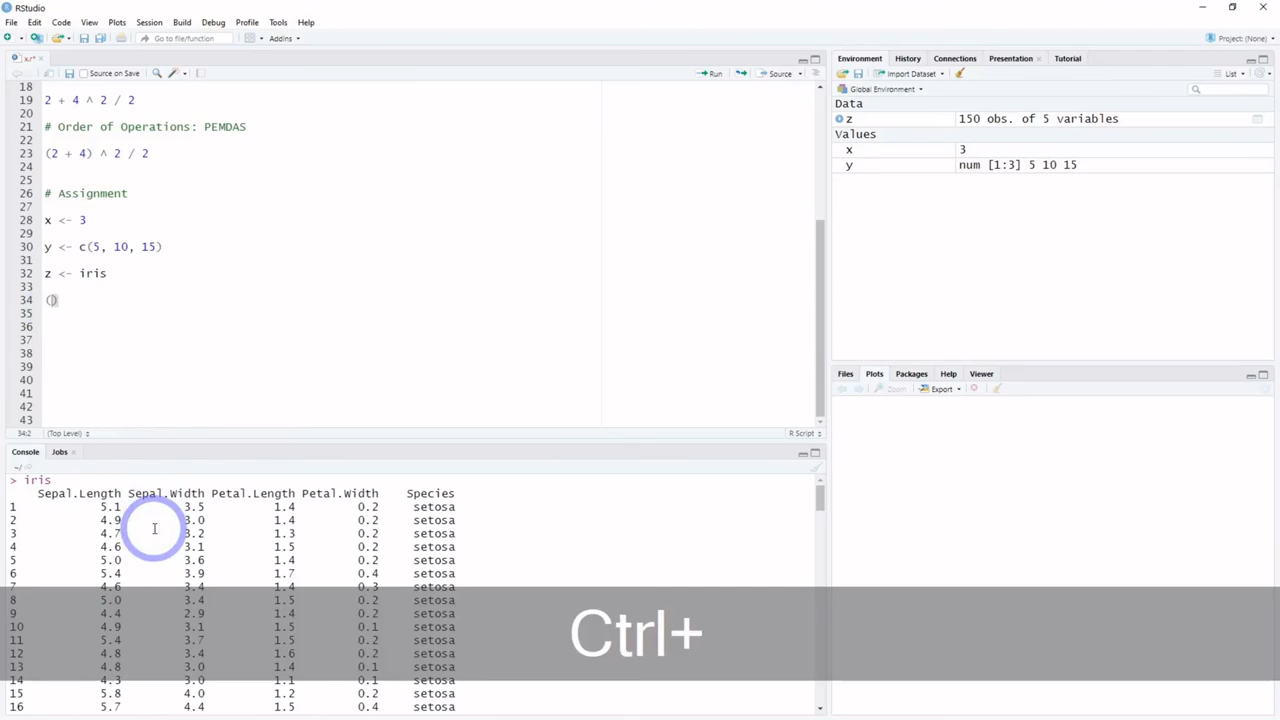 RStudio
File Edit Code View Plots Session Build Debug Profile Tools Help
Go to file/function Addins Project: (None)
x.r*
Source on Save Run Source
18
19 2 + 4 ^ 2 / 2
20
21 # Order of Operations: PEMDAS
22
23 (2 + 4) ^ 2 / 2
24
25
26 # Assignment
27
28 x <- 3
29
30 y <- c(5, 10, 15)
31
32 z <- iris
33
34 ()
35
36
37
38
39
40
41
42
43
34:2 (Top Level) R Script
Console Jobs
~/
> iris
Sepal.Length Sepal.Width Petal.Length Petal.Width Species
1 5.1 3.5 1.4 0.2 setosa
2 4.9 3.0 1.4 0.2 setosa
3 4.7 3.2 1.3 0.2 setosa
4 4.6 3.1 1.5 0.2 setosa
5 5.0 3.6 1.4 0.2 setosa
6 5.4 3.9 1.7 0.4 setosa
7 4.6 3.4 1.4 0.3 setosa
8 5.0 3.4 1.5 0.2 setosa
9 4.4 2.9 1.4 0.2 setosa
10 4.9 3.1 1.5 0.1 setosa
11 5.4 3.7 1.5 0.2 setosa
12 4.8 3.4 1.6 0.2 setosa
13 4.8 3.0 1.4 0.1 setosa
14 4.3 3.0 1.1 0.1 setosa
15 5.8 4.0 1.2 0.2 setosa
16 5.7 4.4 1.5 0.4 setosa
Ctrl+
Environment History Connections Presentation Tutorial
Import Dataset List
Global Environment
Data
z 150 obs. of 5 variables
Values
x 3
y num [1:3] 5 10 15
Files Plots Packages Help Viewer
Zoom Export